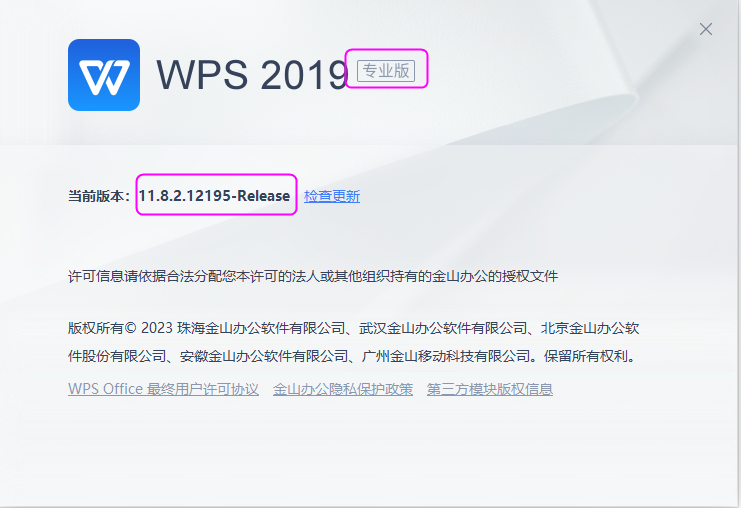 WPS 2019 专业版
当前版本：11.8.2.12195-Release 检查更新
许可信息请依据合法分配您本许可的法人或其他组织持有的金山办公的授权文件
版权所有© 2023 珠海金山办公软件有限公司、武汉金山办公软件有限公司、北京金山办公软
件股份有限公司、安徽金山办公软件有限公司、广州金山移动科技有限公司。保留所有权利。
WPS Office 最终用户许可协议 金山办公隐私保护政策 第三方模块版权信息